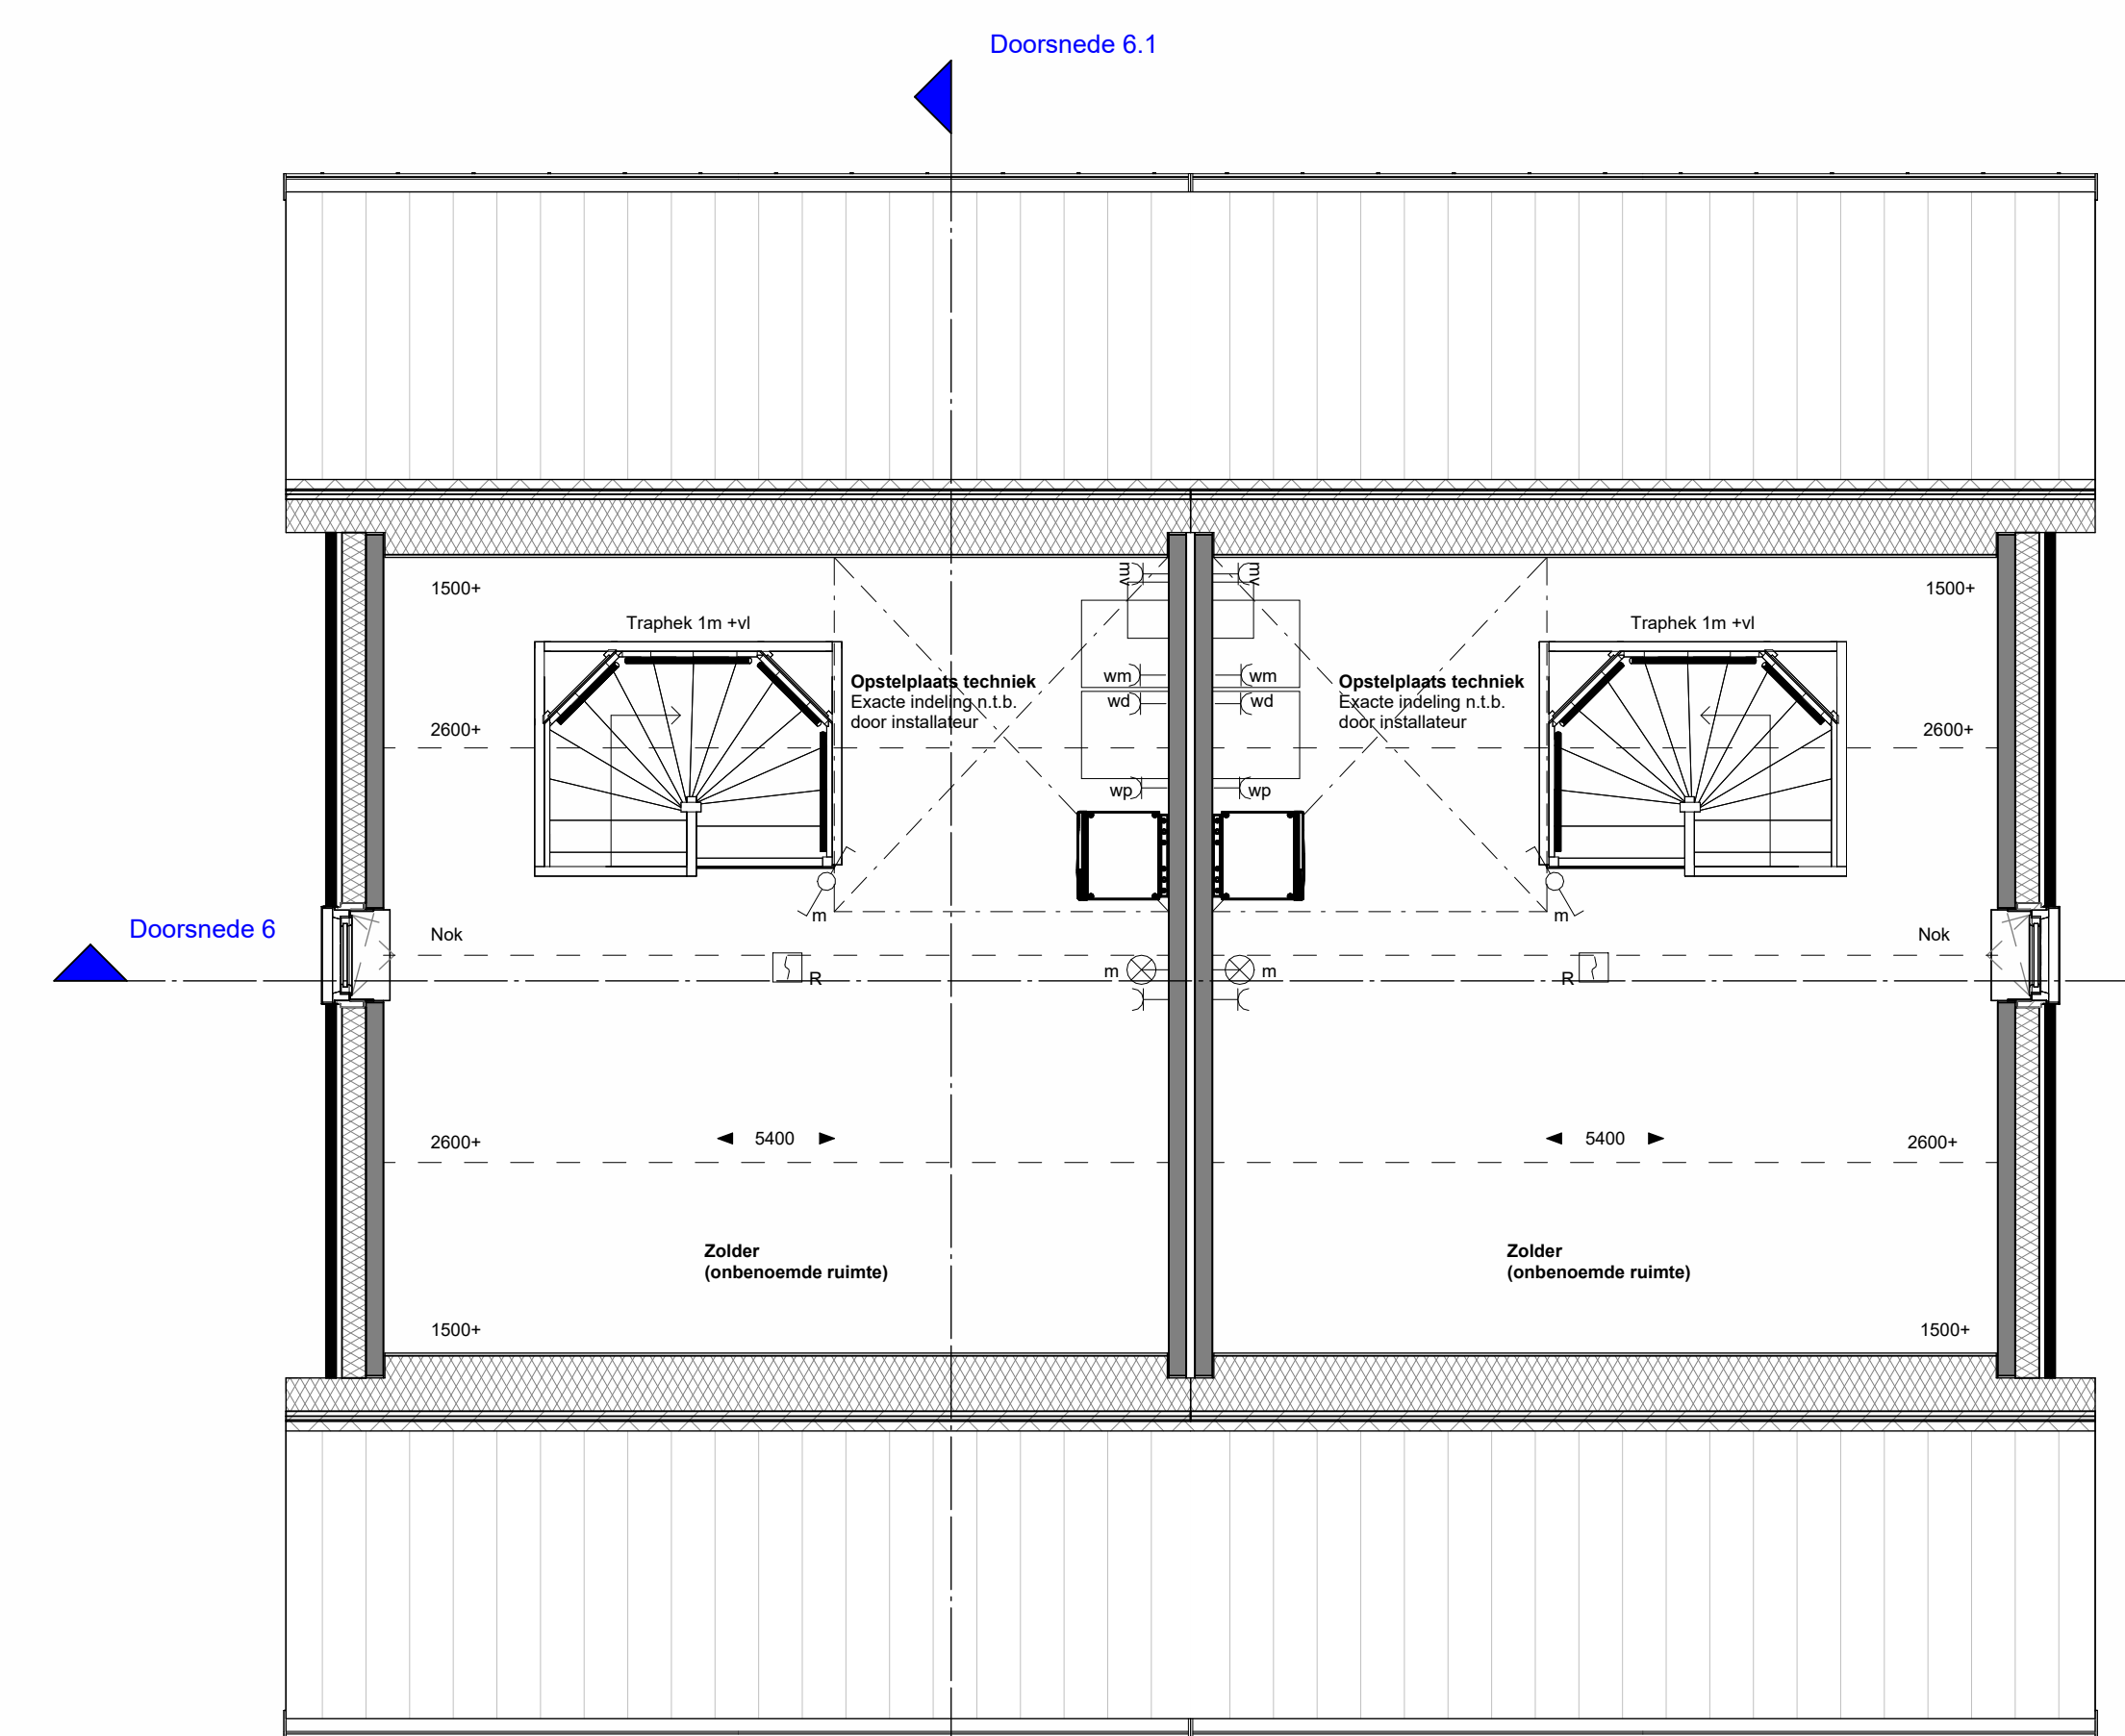 Doorsnede 6.1
1500+
1500+
mv
mv
Traphek 1m +vl
Traphek 1m +vl
wm
wm
Opstelplaats techniek
Exacte indeling n.t.b.
door installateur
Opstelplaats techniek
Exacte indeling n.t.b.
door installateur
wd
wd
2600+
2600+
wp
wp
m
m
Doorsnede 6
Nok
Nok
m
m
R
R
5400
5400
2600+
2600+
Zolder
(onbenoemde ruimte)
Zolder
(onbenoemde ruimte)
1500+
1500+